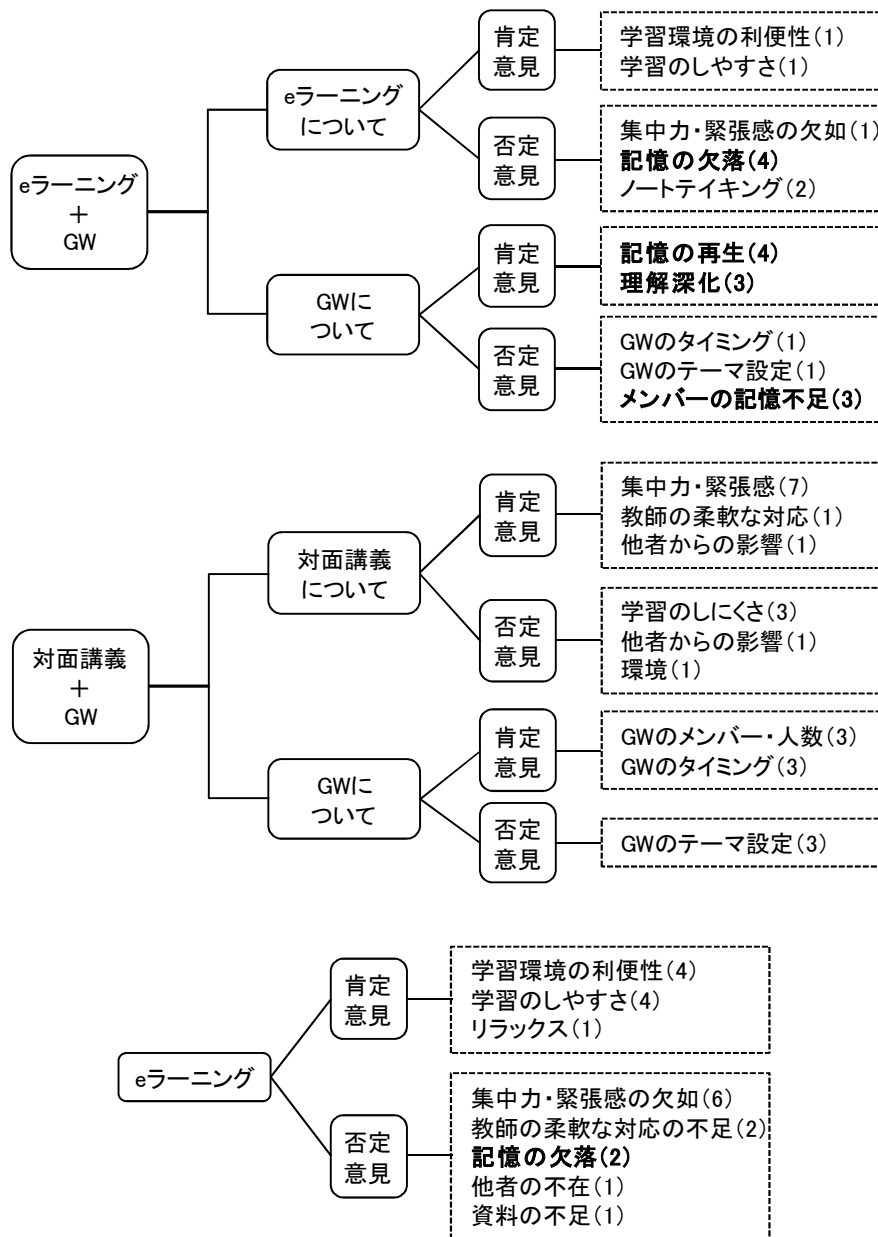 eラーニング
+
GW
eラーニング
について
肯定
意見
学習環境の利便性(1)
学習のしやすさ(1)
否定
意見
集中力・緊張感の欠如(1)
記憶の欠落(4)
ノートテイキング(2)
GWに
ついて
肯定
意見
記憶の再生(4)
理解深化(3)
否定
意見
GWのタイミング(1)
GWのテーマ設定(1)
メンバーの記憶不足(3)
対面講義
+
GW
対面講義
について
肯定
意見
集中力・緊張感(7)
教師の柔軟な対応(1)
他者からの影響(1)
否定
意見
学習のしにくさ(3)
他者からの影響(1)
環境(1)
GWに
ついて
肯定
意見
GWのメンバー・人数(3)
GWのタイミング(3)
否定
意見
GWのテーマ設定(3)
eラーニング
肯定
意見
学習環境の利便性(4)
学習のしやすさ(4)
リラックス(1)
否定
意見
集中力・緊張感の欠如(6)
教師の柔軟な対応の不足(2)
記憶の欠落(2)
他者の不在(1)
資料の不足(1)